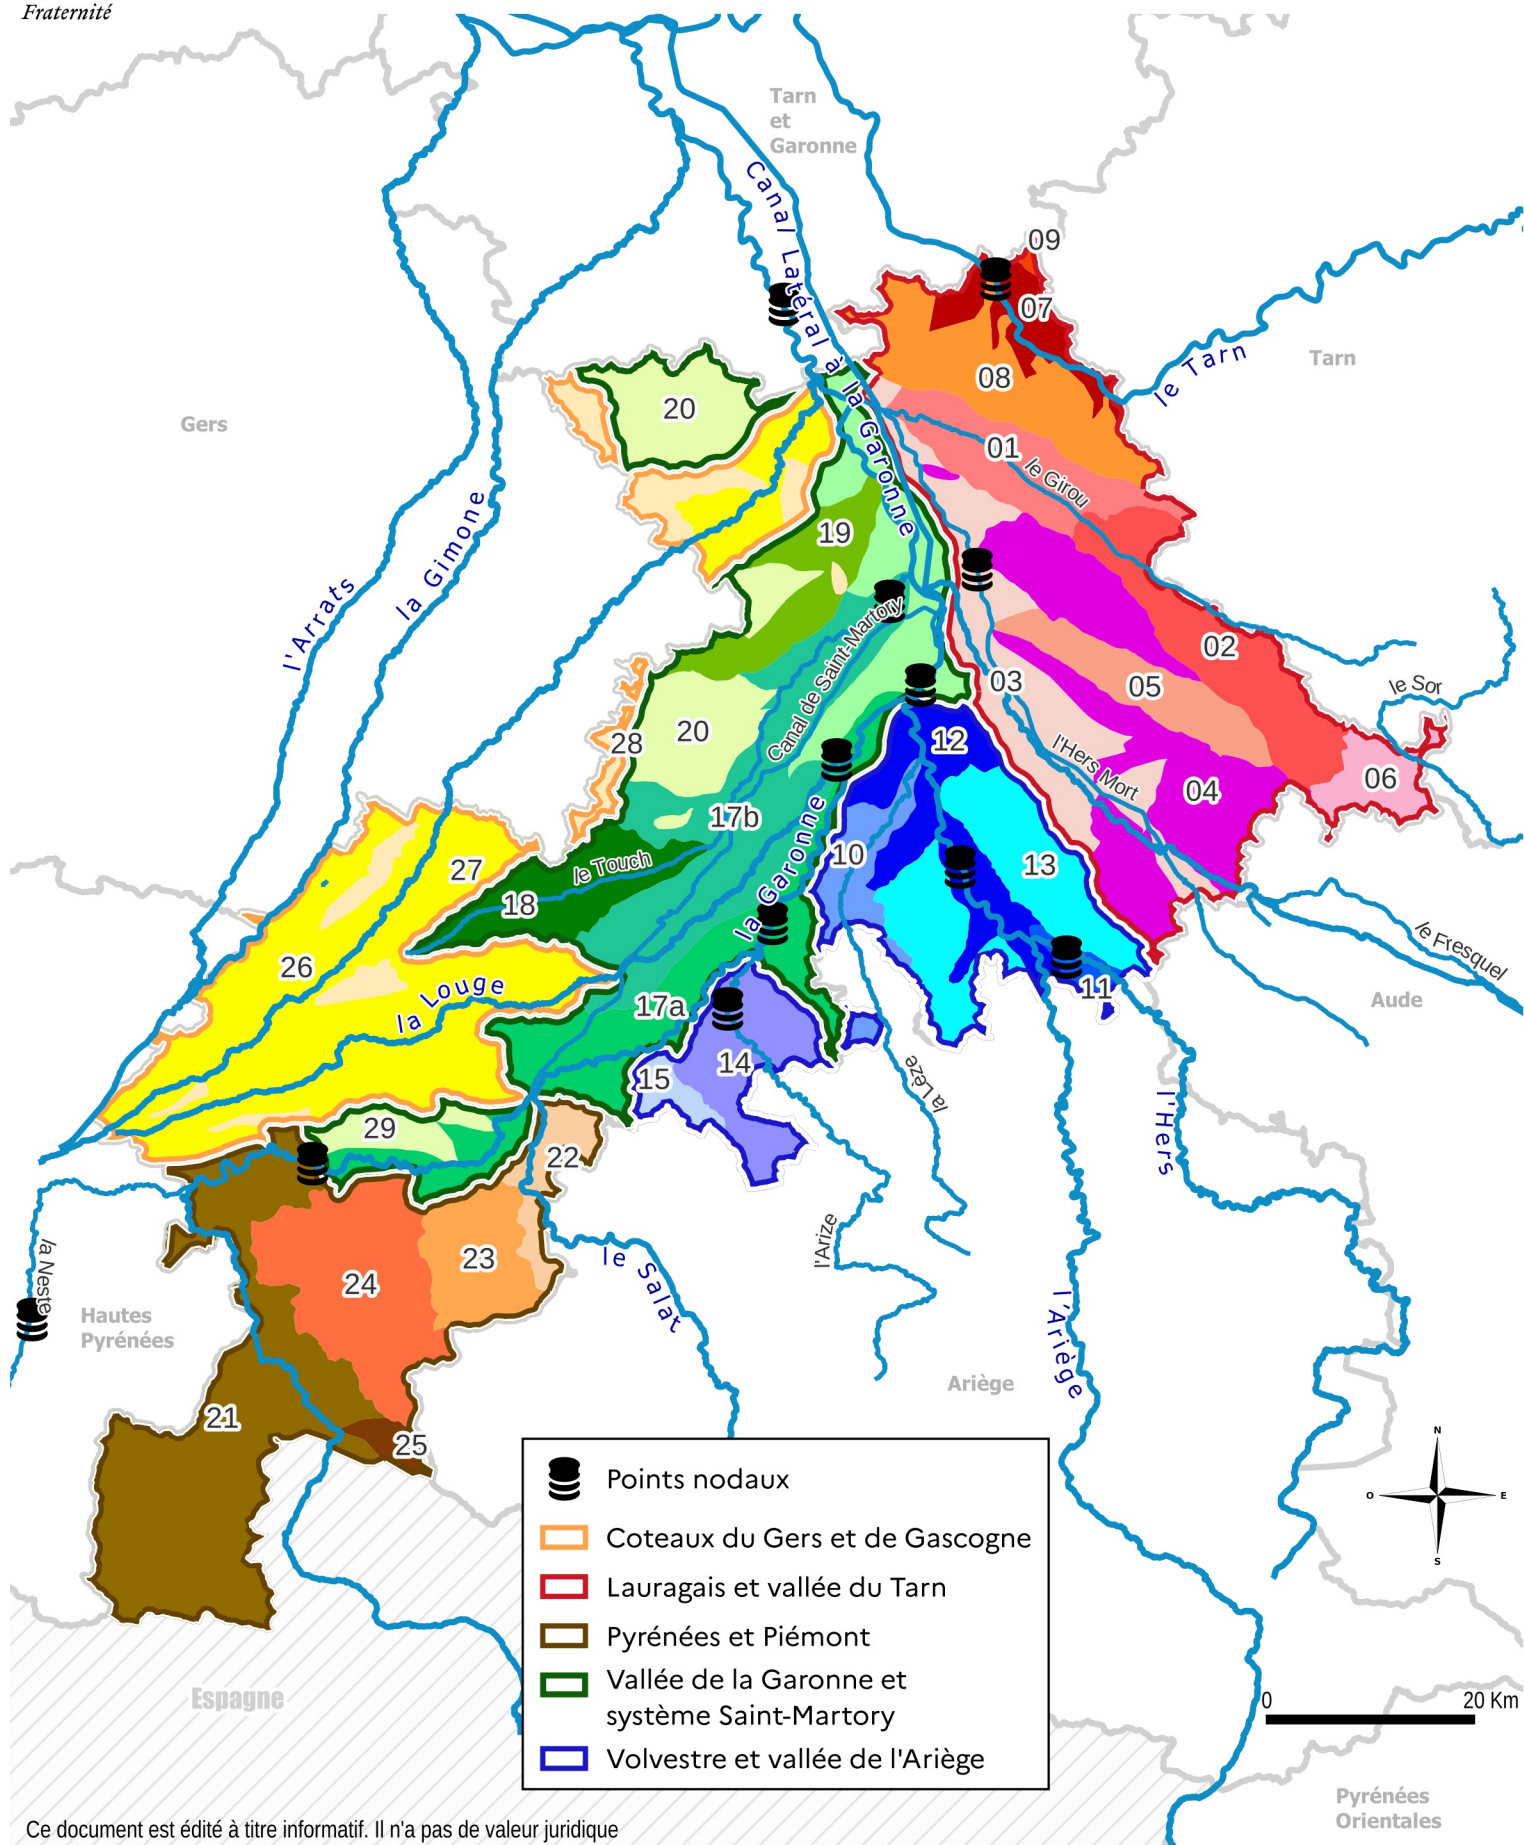 Fraternité
Tarn
et
Garonne
Canal Latéral à la Garonne
09
07
le Tarn
Tarn
08
20
Gers
01
le Girou
la Gimone
19
l'Arrats
Canal de Saint-Martory
02
03
05
le Sor
20
28
12
l'Hers Mort
04
06
17b
la Garonne
10
13
27
le Touch
18
26
la Louge
le Fresquel
11
Aude
17a
14
15
la Lèze
29
22
l'Hers
l'Arize
le Salat
23
24
la Neste
Hautes
Pyrénées
l'Ariège
Ariège
21
25
N
O
E
S
Points nodaux
Coteaux du Gers et de Gascogne
Lauragais et vallée du Tarn
Pyrénées et Piémont
Vallée de la Garonne et
système Saint-Martory
Volvestre et vallée de l'Ariège
Espagne
0
20 Km
Pyrénées
Orientales
Ce document est édité à titre informatif. Il n'a pas de valeur juridique